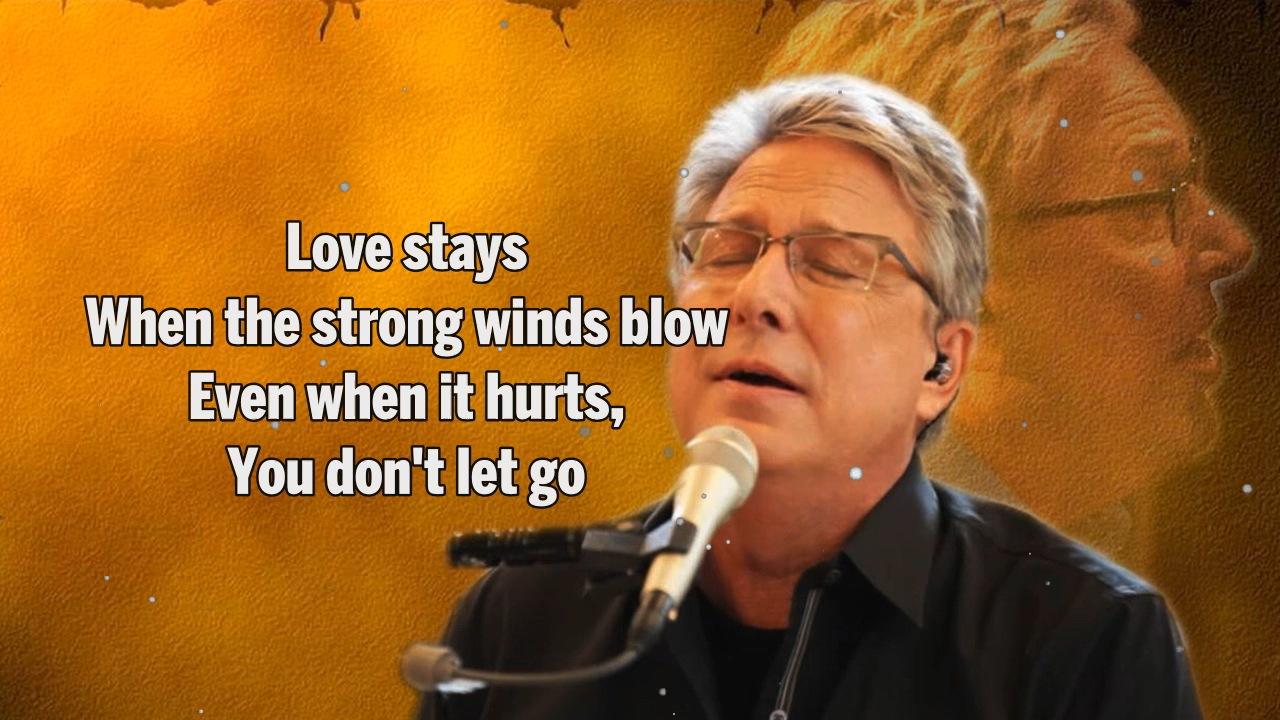 Love stays
When the strong winds blow
Even when it hurts,
You don't let go